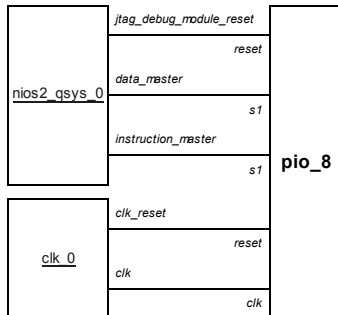 jtag_debug_module_reset
reset
data_master
nios2_qsys_0
s1
instruction_master
s1
pio_8
clk_reset
reset
clk_0
clk
clk